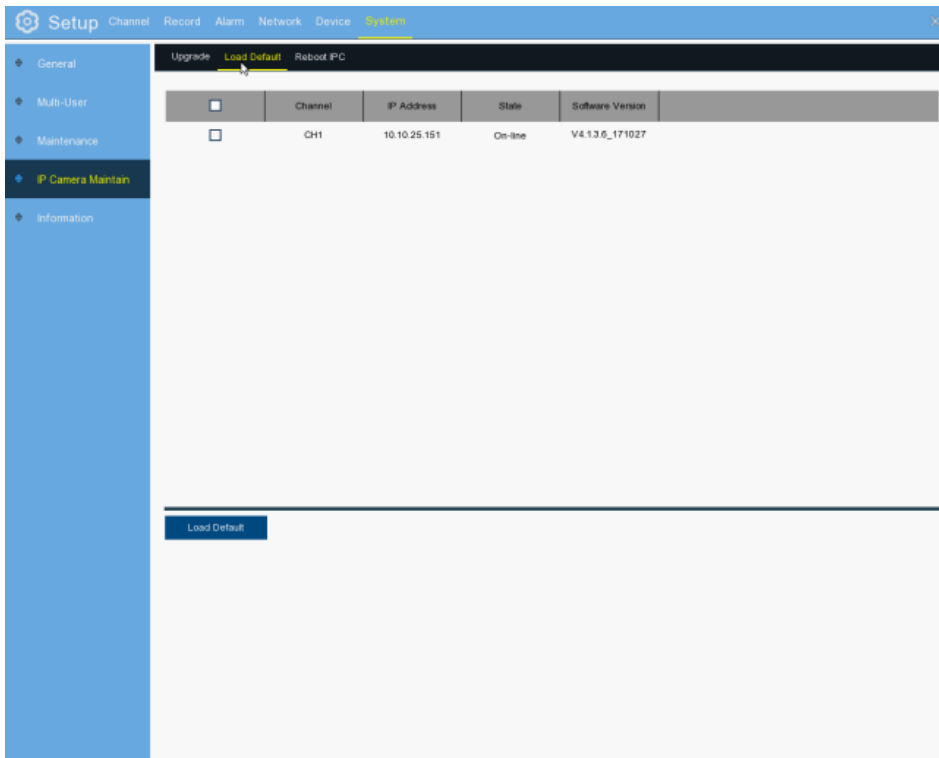 Setup Channel Record Alarm Network Device System
General
Multi-User
Maintenance
IP Camera Maintain
Information
Upgrade Load Default Reboot IPC
Channel IP Address State Software Version
CH1 10.10.25.151 On-line V4.1.3.6_171027
Load Default